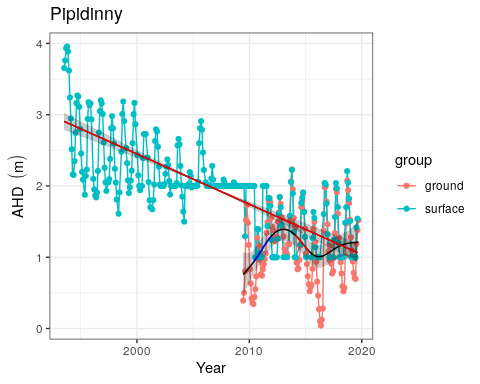 PipIdInny
4
3
2
1
0
AHD (m)
2000
2010
2020
Year
group
ground
surface